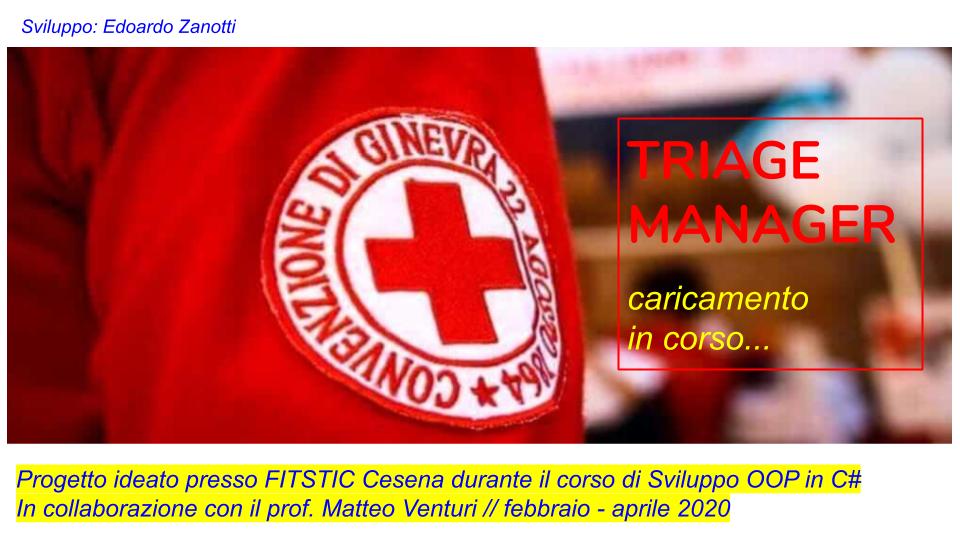 Sviluppo: Edoardo Zanotti
CONVENZIONE DI GINEVRA 22 AGOSTO 1864
TRIAGE
MANAGER
caricamento
in corso...
Progetto ideato presso FITSTIC Cesena durante il corso di Sviluppo OOP in C#
In collaborazione con il prof. Matteo Venturi // febbraio - aprile 2020